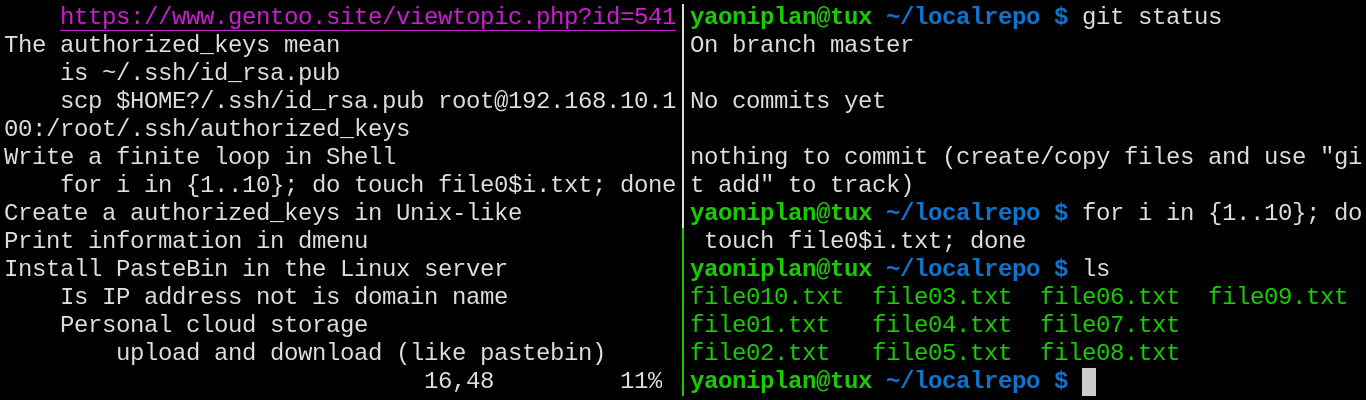 https://www.gentoo.site/viewtopic.php?id=541
The authorized_keys mean
is ~/.ssh/id_rsa.pub
scp $HOME?/.ssh/id_rsa.pub root@192.168.10.1
00:/root/.ssh/authorized_keys
Write a finite loop in Shell
for i in {1..10}; do touch file0$i.txt; done
Create a authorized_keys in Unix-like
Print information in dmenu
Install PasteBin in the Linux server
Is IP address not is domain name
Personal cloud storage
upload and download (like pastebin)
16,48 11%
yaoniplan@tux ~/localrepo $ git status
On branch master
No commits yet
nothing to commit (create/copy files and use "gi
t add" to track)
yaoniplan@tux ~/localrepo $ for i in {1..10}; do
touch file0$i.txt; done
yaoniplan@tux ~/localrepo $ ls
file010.txt file03.txt file06.txt file09.txt
file01.txt file04.txt file07.txt
file02.txt file05.txt file08.txt
yaoniplan@tux ~/localrepo $